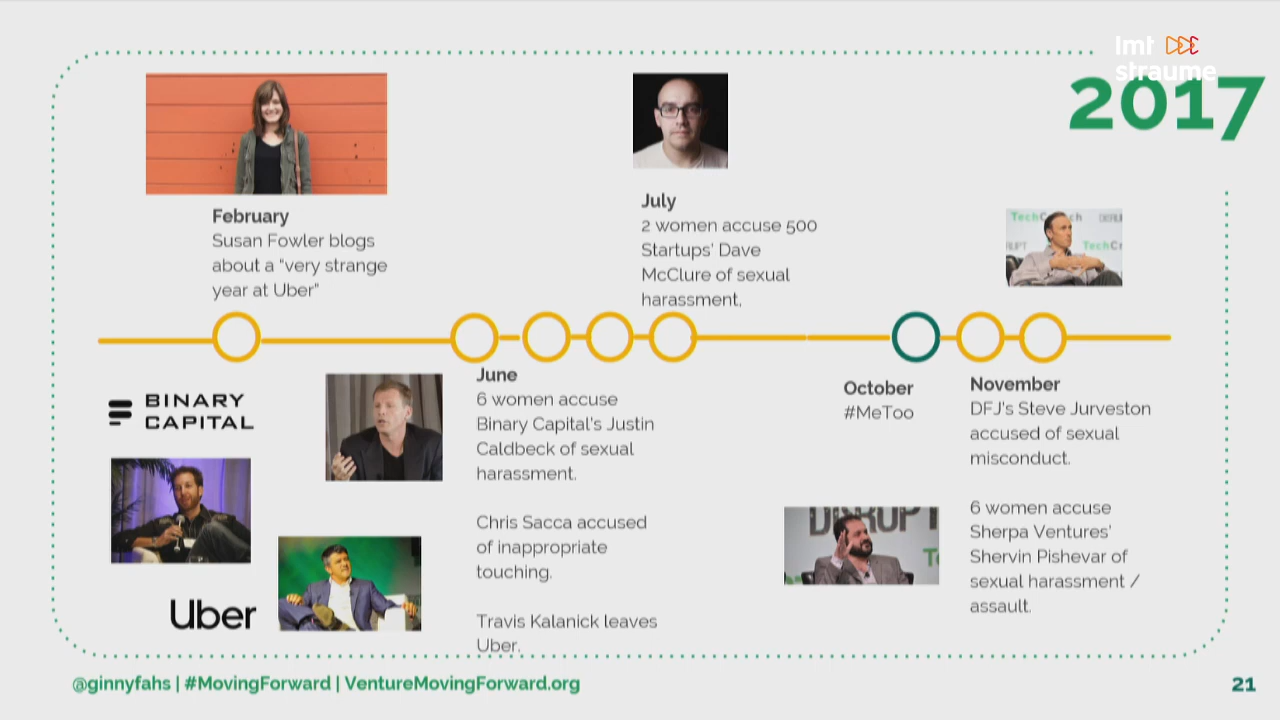 lmt
straume
2017
February
Susan Fowler blogs
about a “very strange
year at Uber”
July
2 women accuse 500
Startups’ Dave
McClure of sexual
harassment.
BINARY
CAPITAL
Uber
June
6 women accuse
Binary Capital’s Justin
Caldbeck of sexual
harassment.
Chris Sacca accused
of inappropriate
touching.
Travis Kalanick leaves
Uber.
October
#MeToo
November
DFJ’s Steve Jurveston
accused of sexual
misconduct.
6 women accuse
Sherpa Ventures’
Shervin Pishevar of
sexual harassment /
assault.
DISRUPT
@ginnyfahs | #MovingForward | VentureMovingForward.org
21